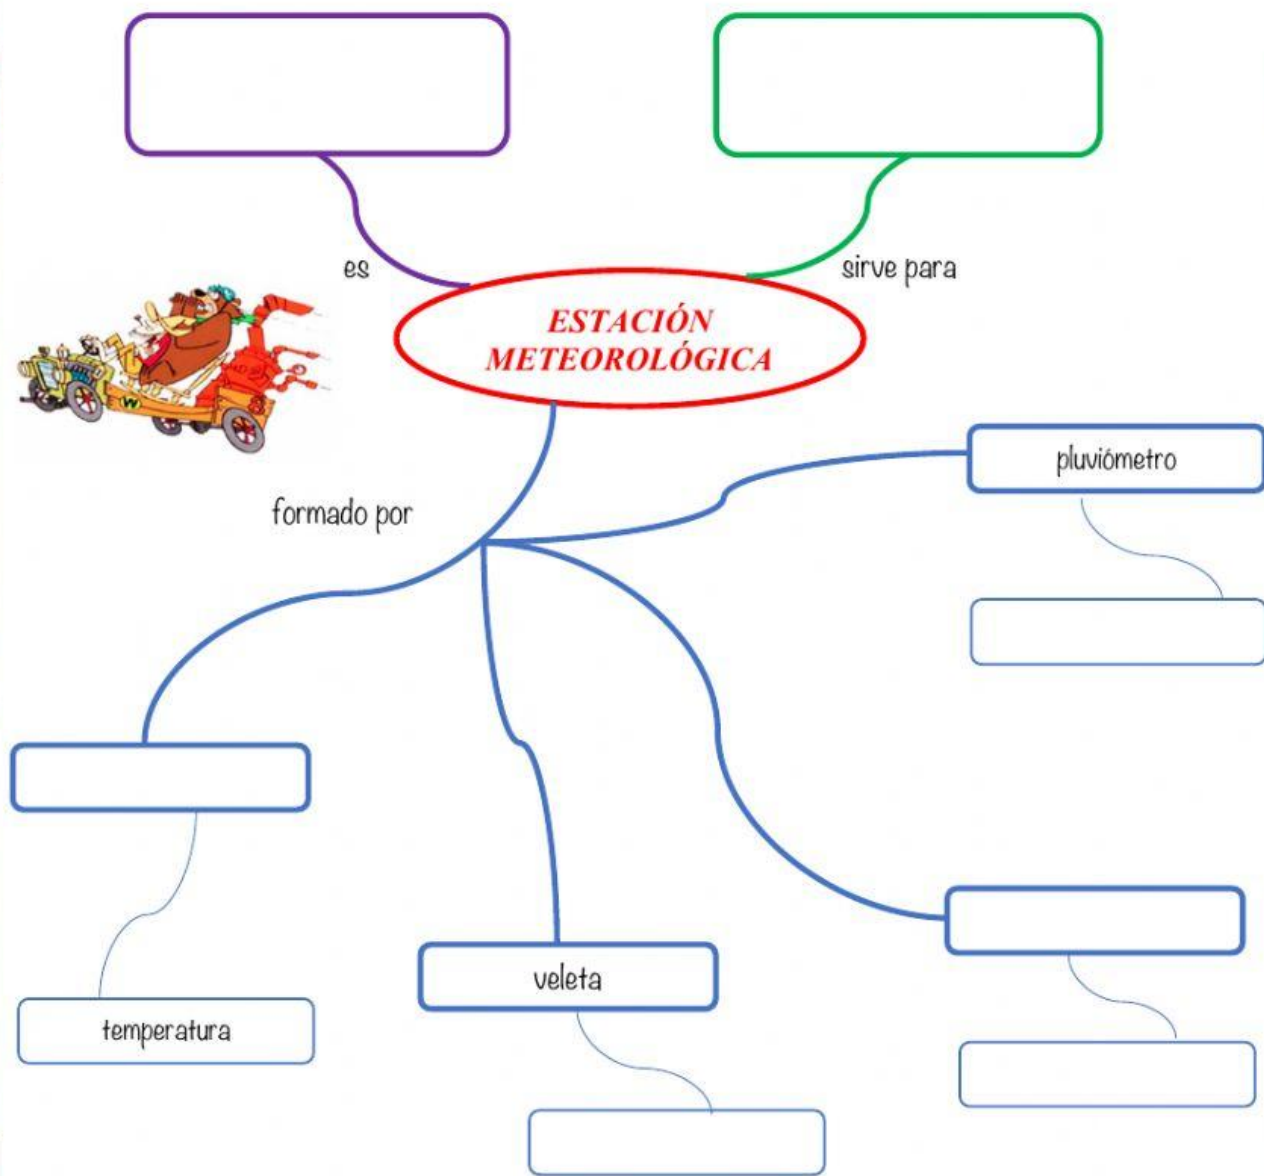 es
sirve para
ESTACIÓN
METEOROLÓGICA
W
pluviómetro
formado por
veleta
temperatura